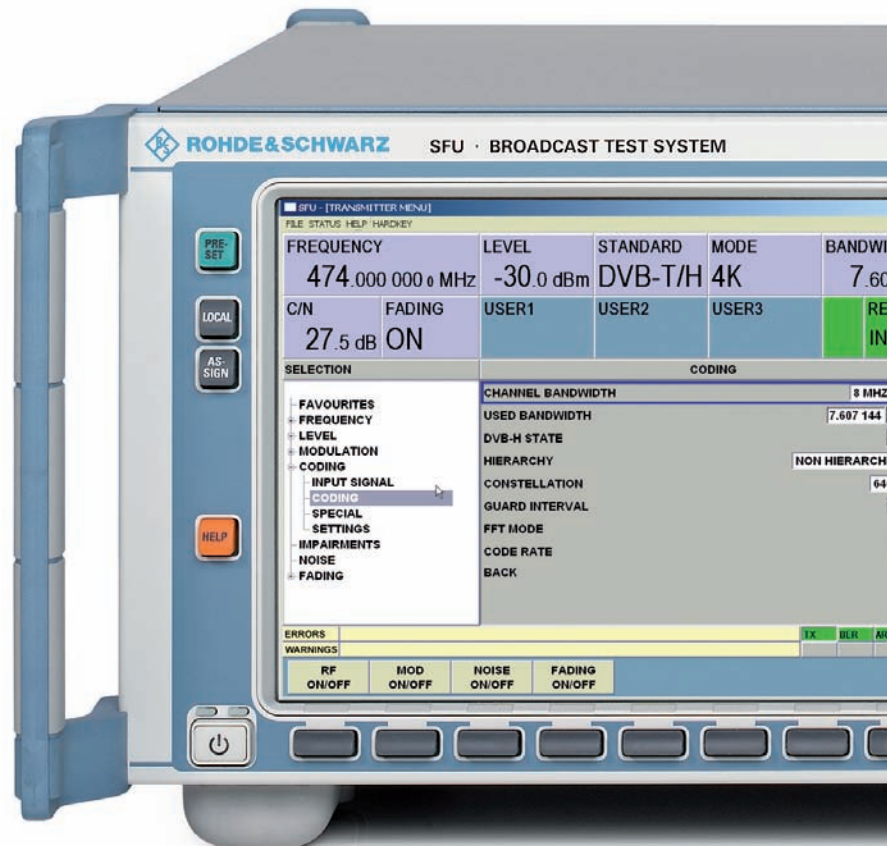 ROHDE&SCHWARZ SFU · BROADCAST TEST SYSTEM
SFU - [TRANSMITTER MENU]
FILE STATUS HELP HARDKEY
PRE-
SET
FREQUENCY LEVEL STANDARD MODE
474.000 000 0 MHz -30.0 dBm DVB-T/H 4K
LOCAL
C/N FADING USER1 USER2 USER3
27.5 dB ON IN
AS-
SIGN
SELECTION CODING
FAVOURITES
FREQUENCY
LEVEL
MODULATION
CODING
INPUT SIGNAL
CODING
SPECIAL
SETTINGS
IMPAIRMENTS
NOISE
FADING
CHANNEL BANDWIDTH 8 MHZ
USED BANDWIDTH 7.607 144
DVB-H STATE
HIERARCHY NON HIERARCH
CONSTELLATION 64
GUARD INTERVAL
FFT MODE
CODE RATE
BACK
HELP
ERRORS TX BLR
WARNINGS
RF
ON/OFF
MOD
ON/OFF
NOISE
ON/OFF
FADING
ON/OFF